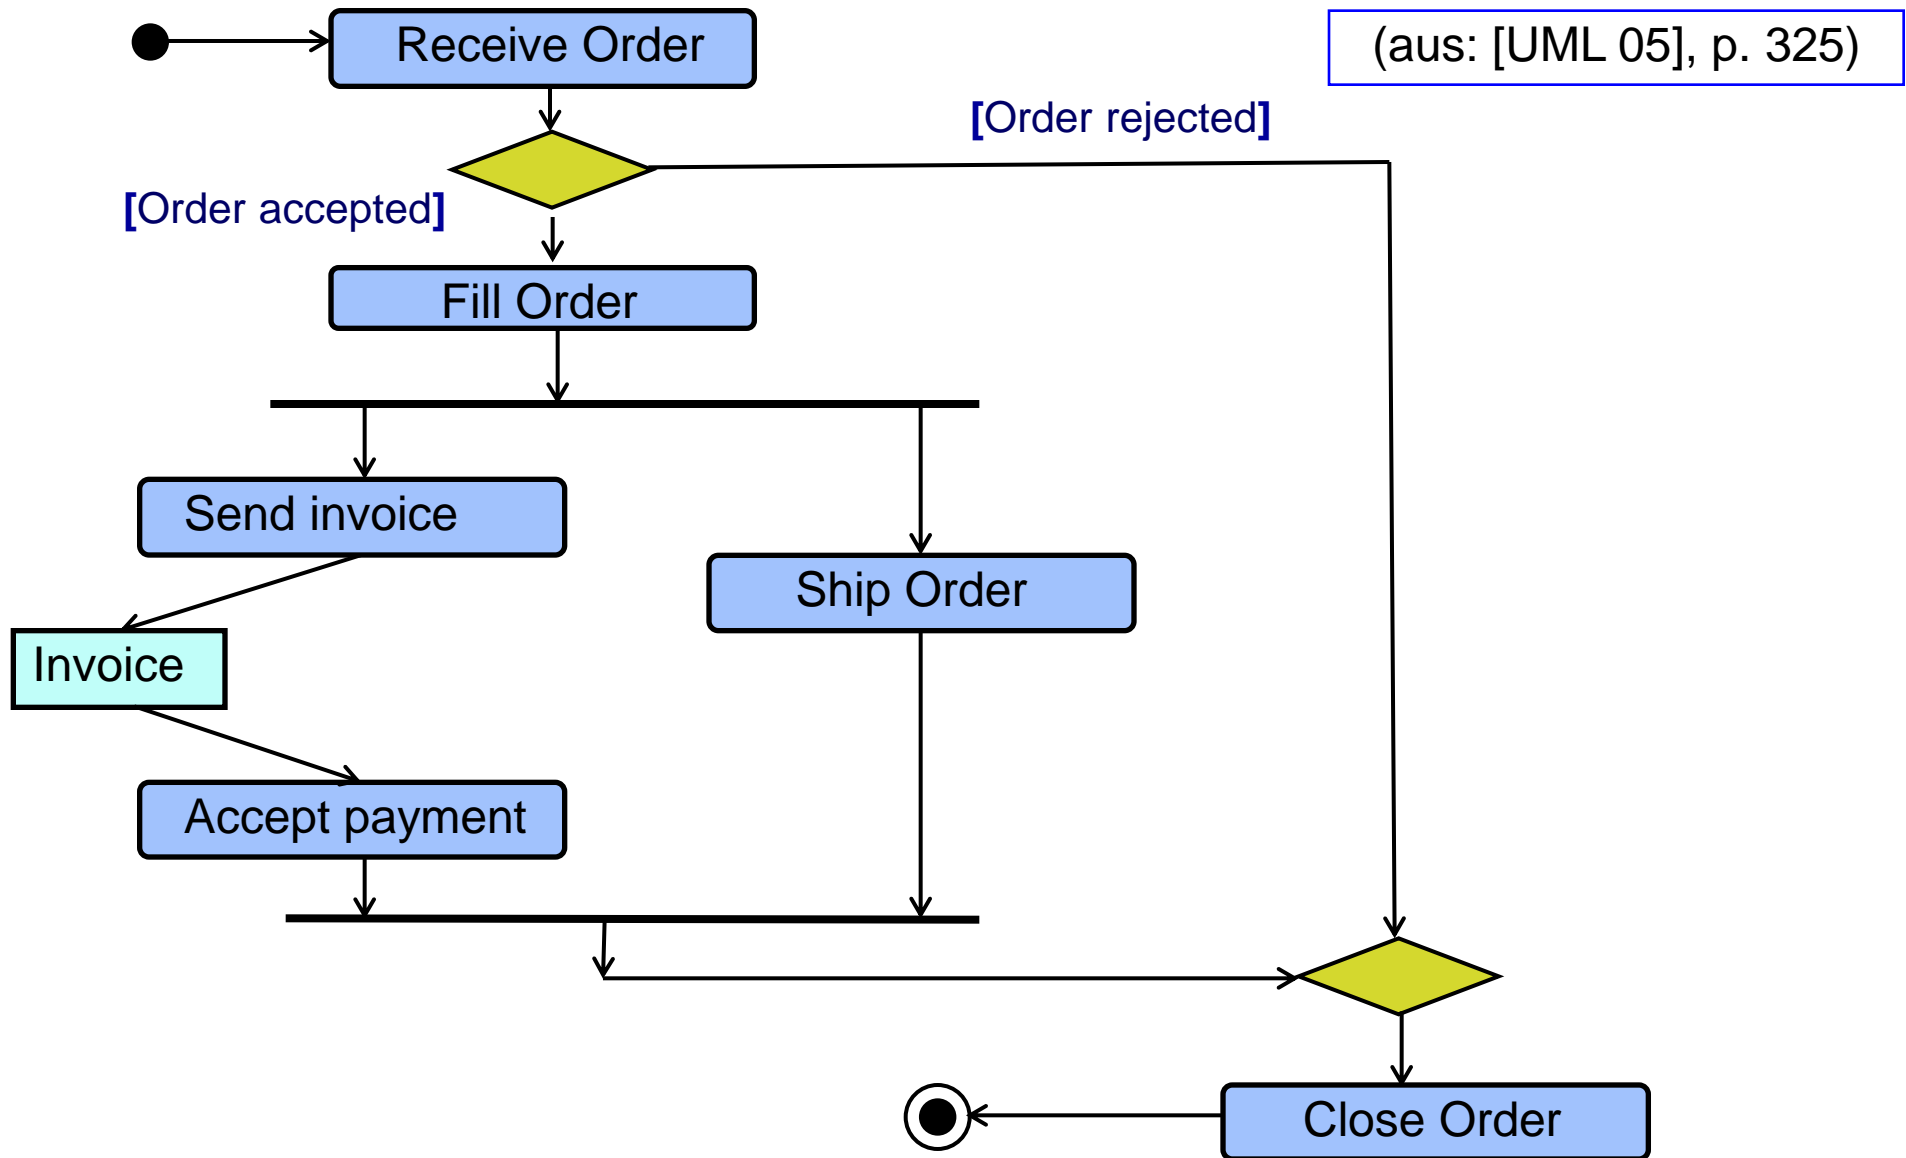 Receive Order
(aus: [UML 05], p. 325)
[Order rejected]
[Order accepted]
Fill Order
Send invoice
Ship Order
Invoice
Accept payment
Close Order